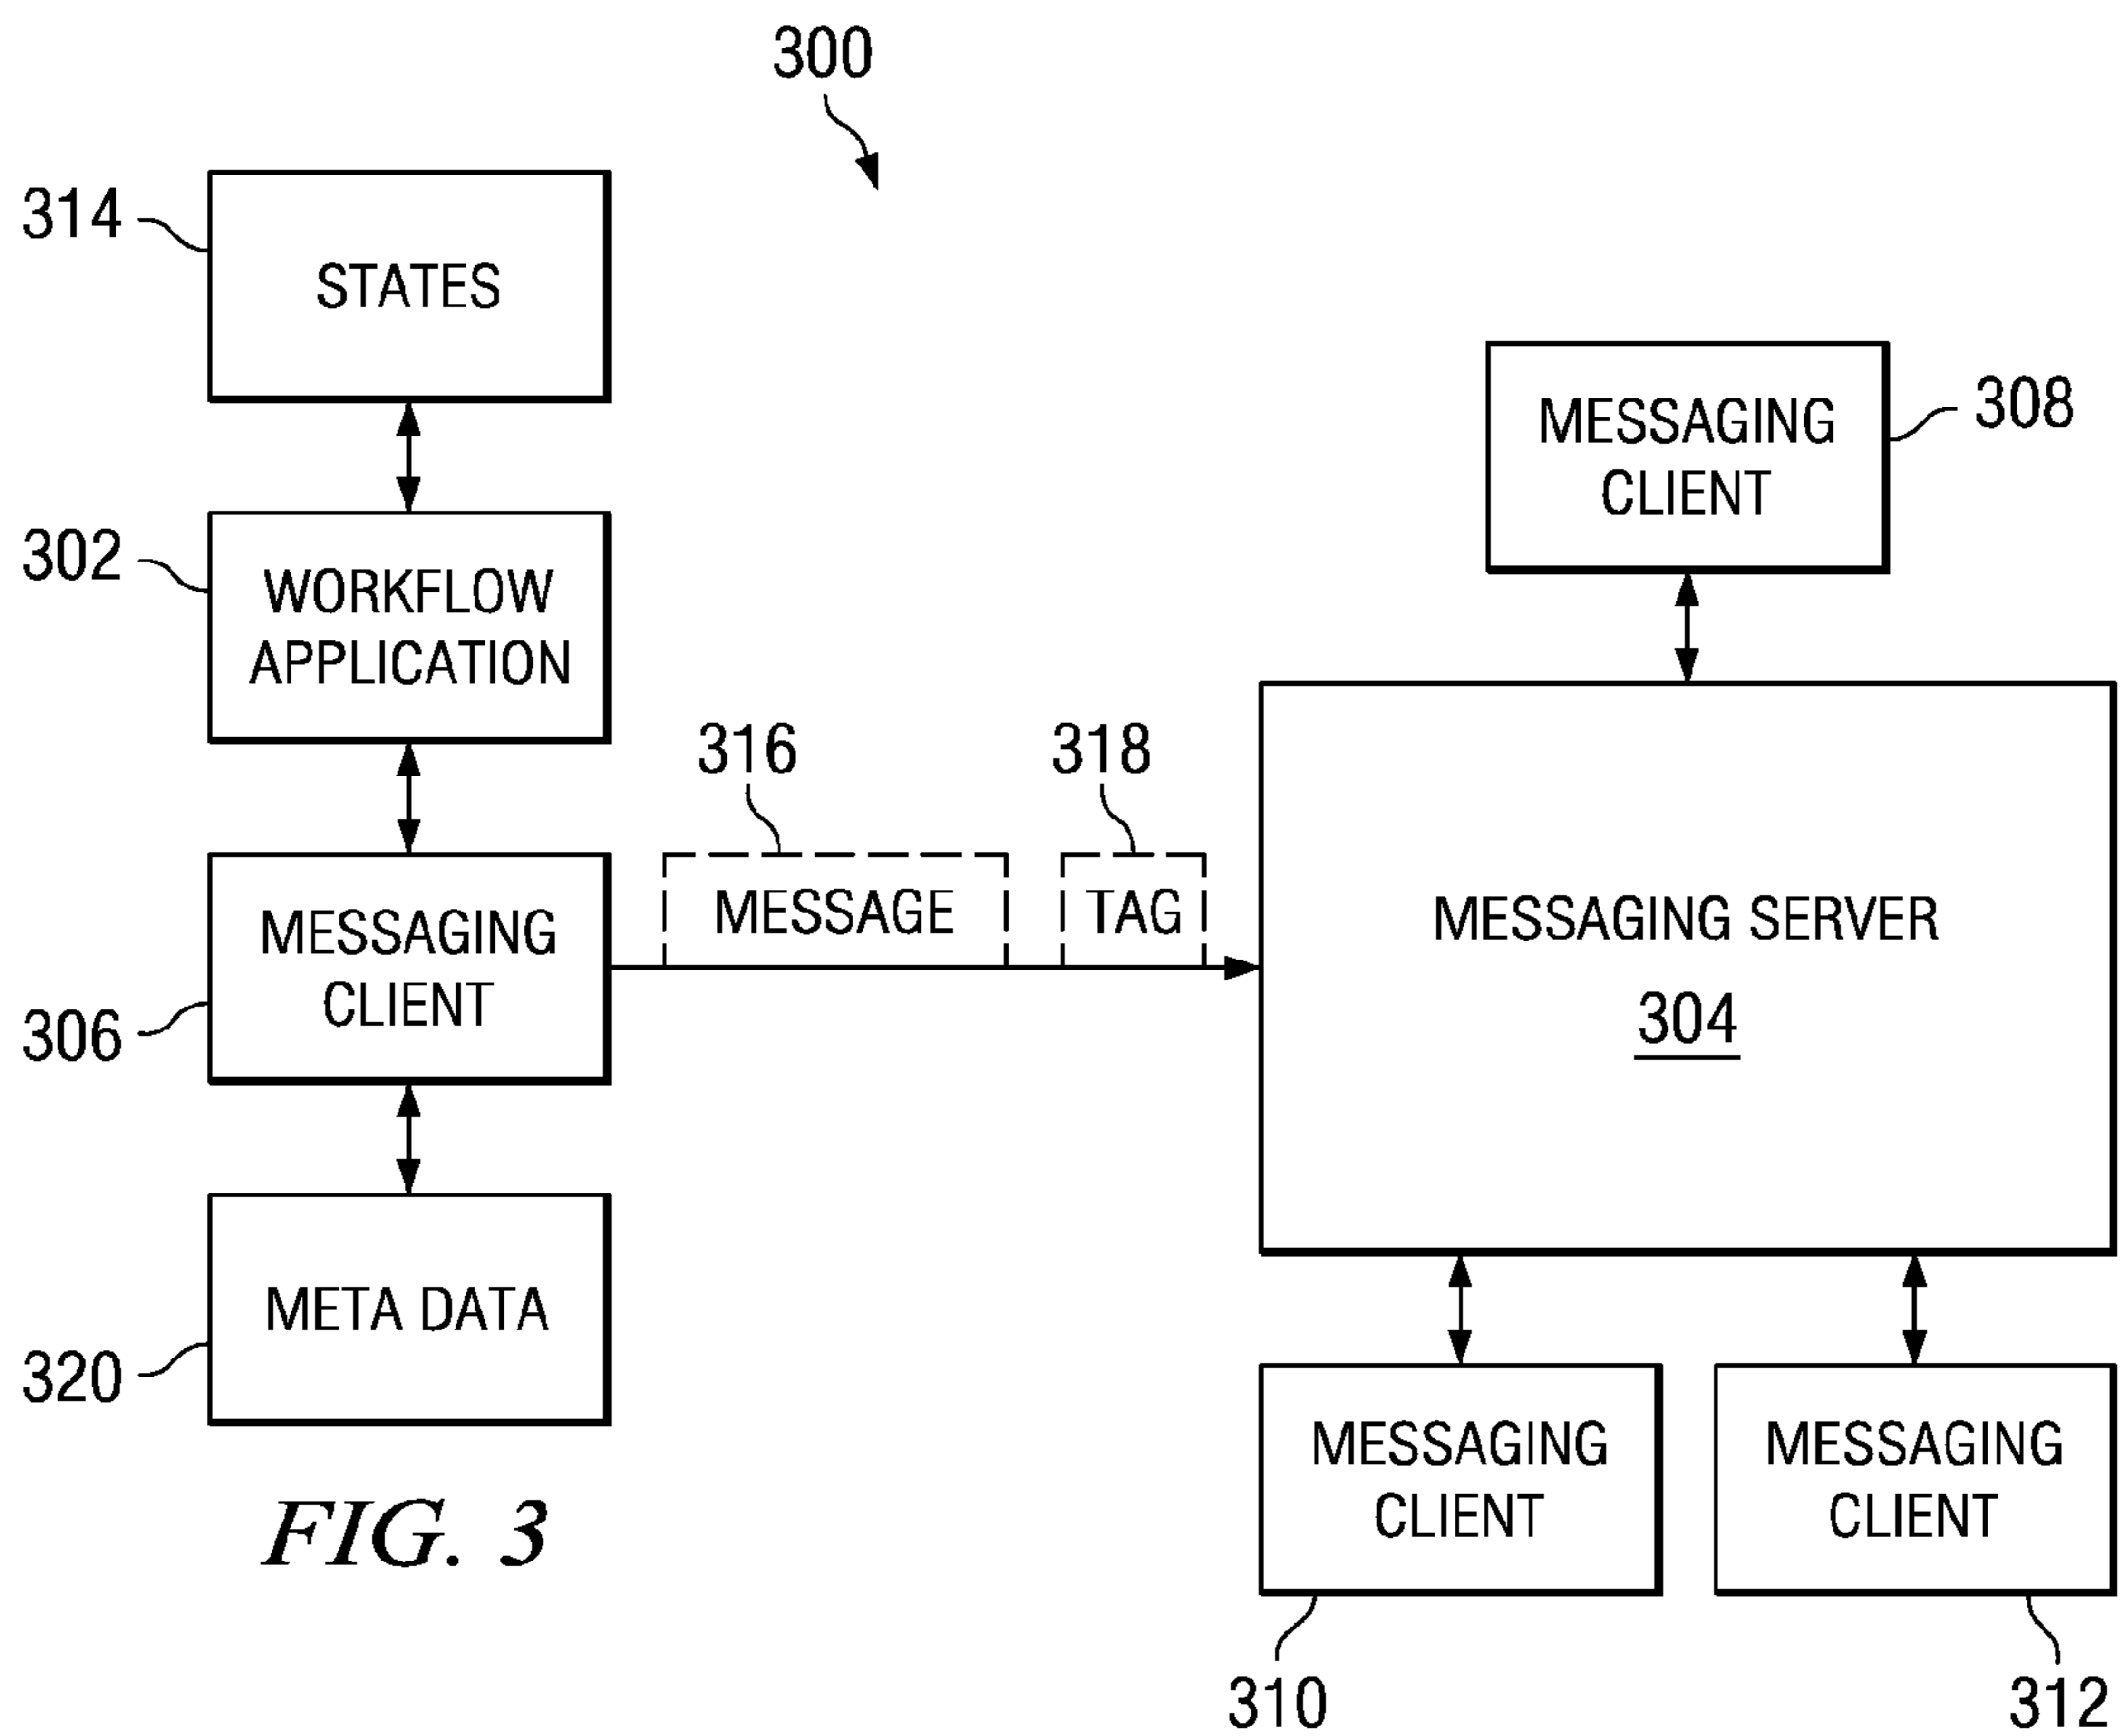 300
314
STATES
302
WORKFLOW
APPLICATION
306
MESSAGING
CLIENT
320
META DATA
316
MESSAGE
318
TAG
308
MESSAGING
CLIENT
MESSAGING SERVER
304
MESSAGING
CLIENT
310
MESSAGING
CLIENT
312
FIG. 3